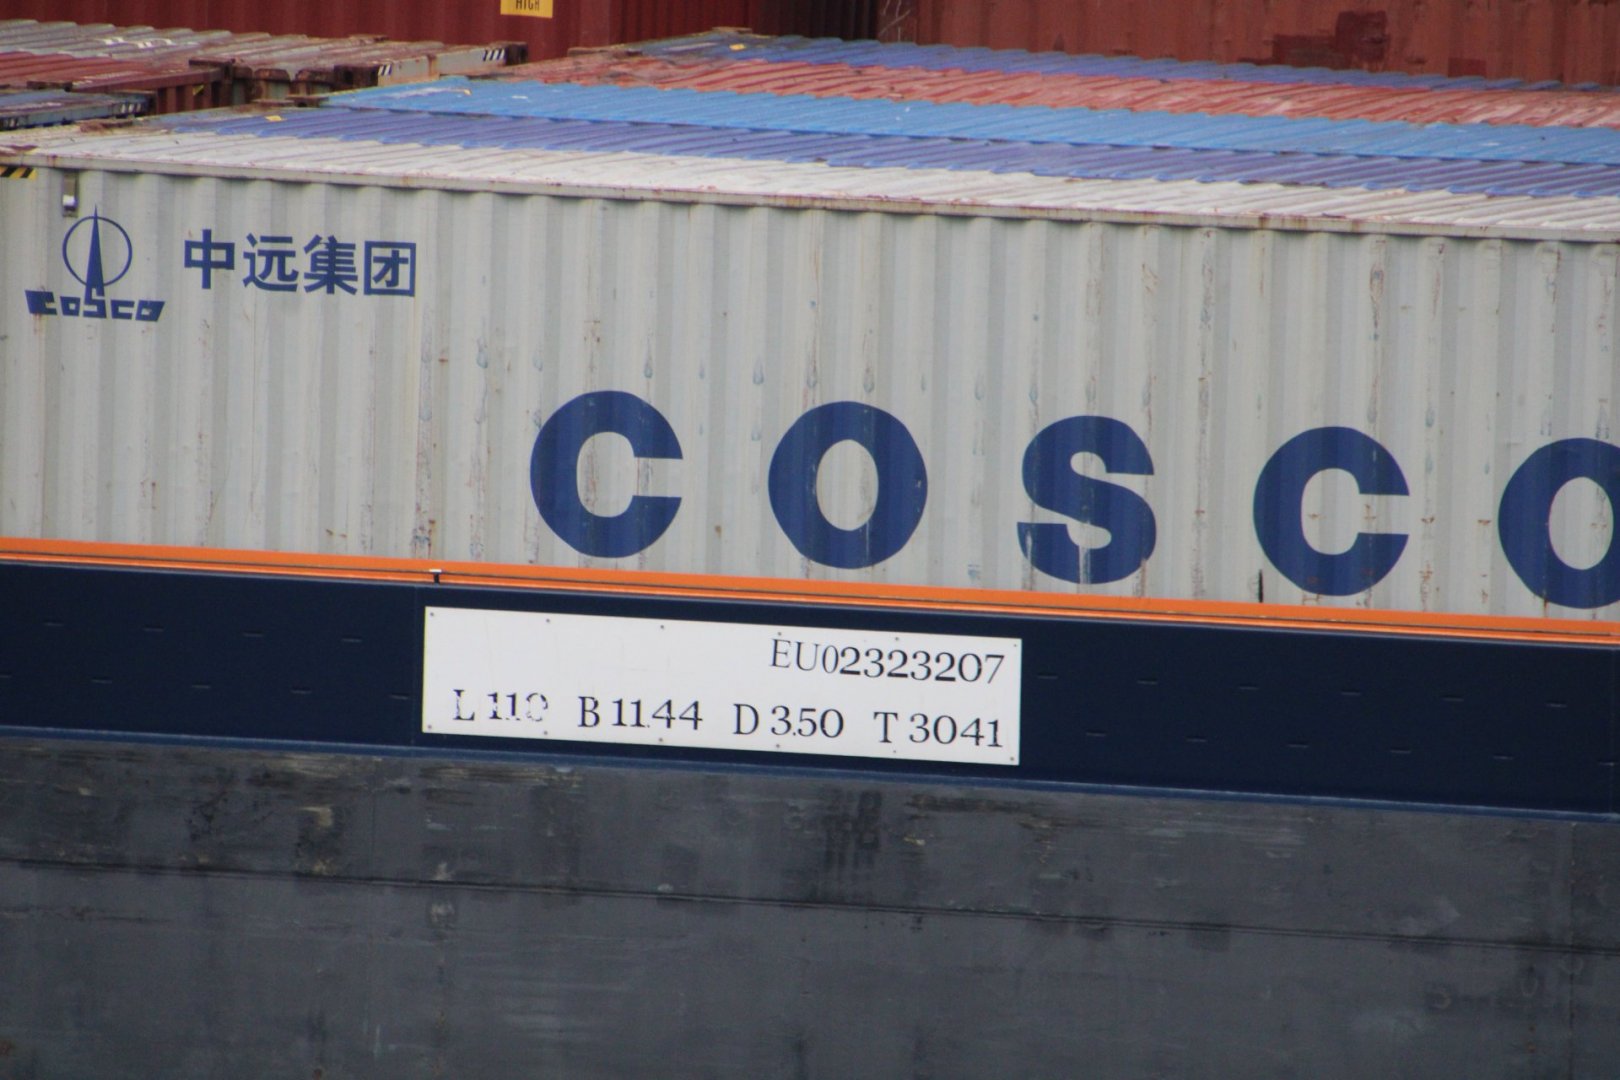 HIGH
中远集团
COSCO
COSCO
EU02323207
L 110 B 11.44 D 3.50 T 3041